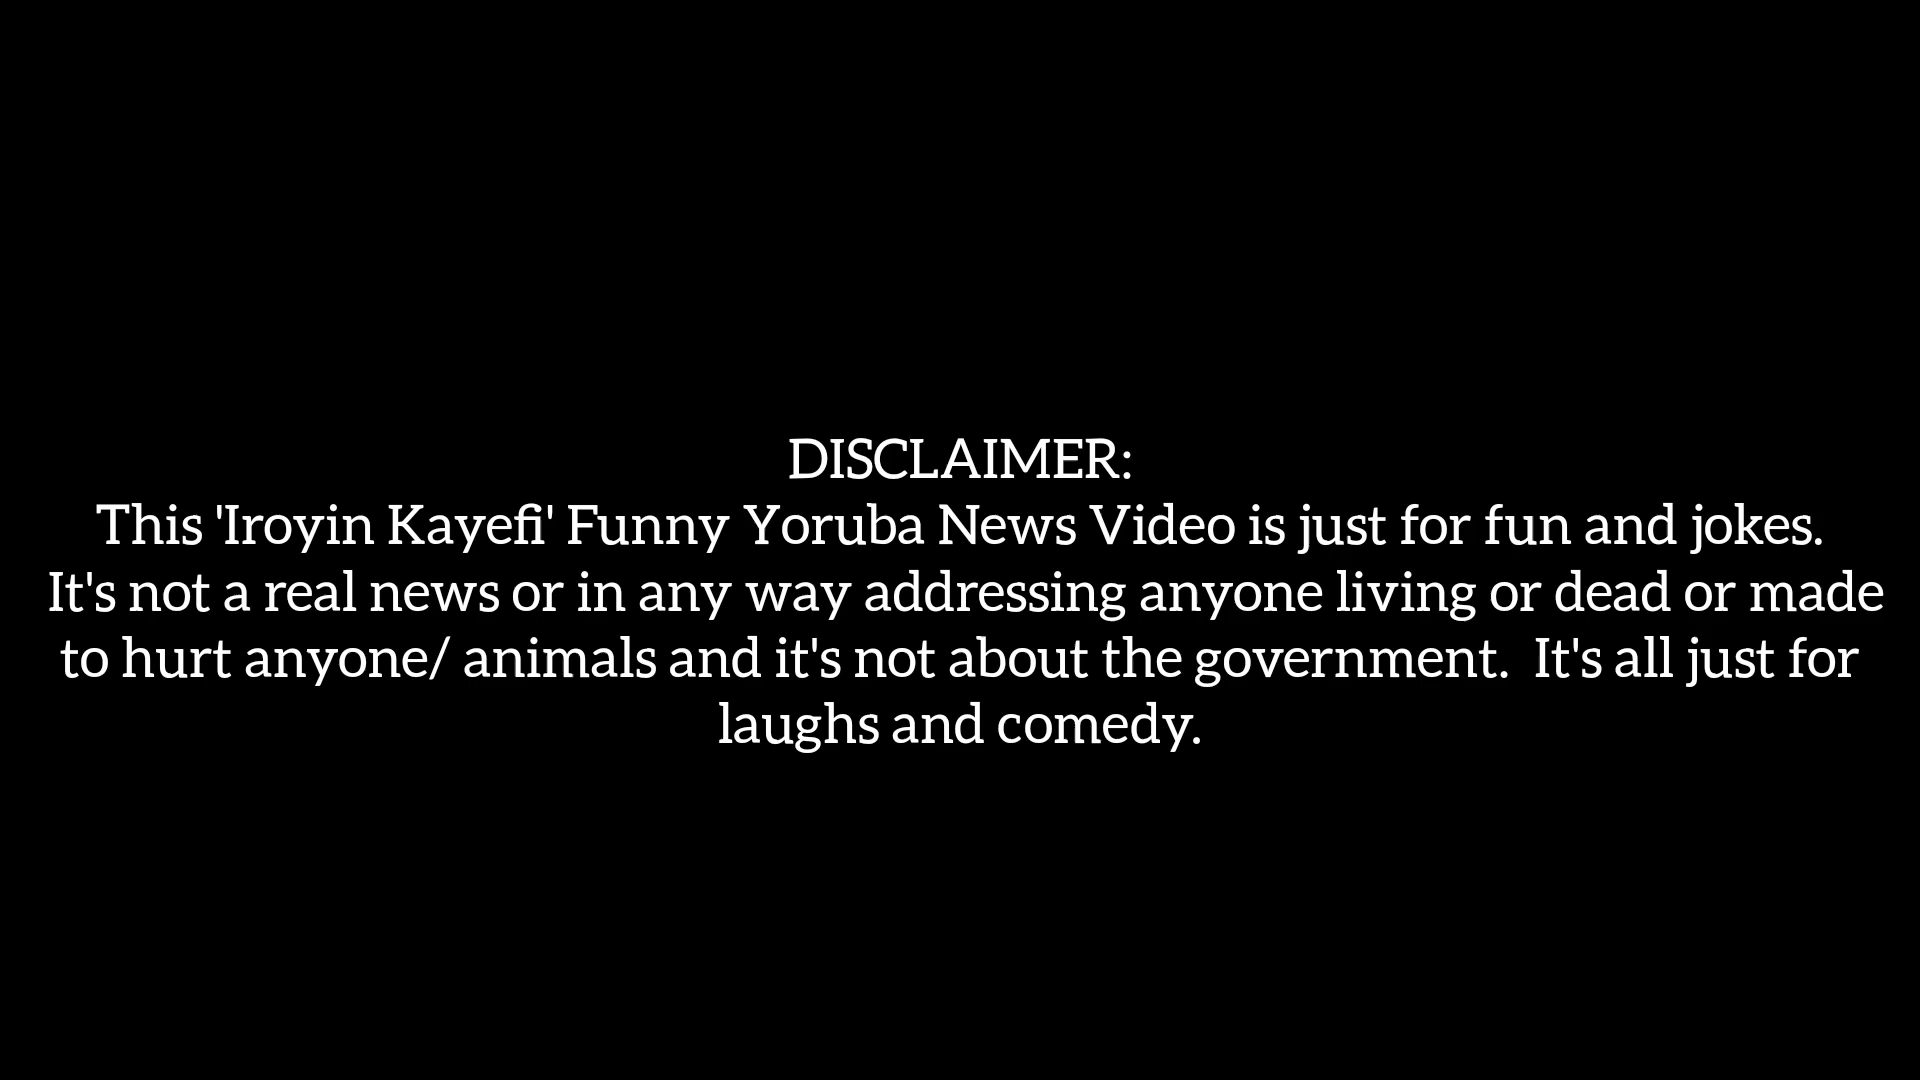 DISCLAIMER:
This 'Iroyin Kayefi' Funny Yoruba News Video is just for fun and jokes.
It's not a real news or in any way addressing anyone living or dead or made
to hurt anyone/ animals and it's not about the government.  It's all just for
laughs and comedy.